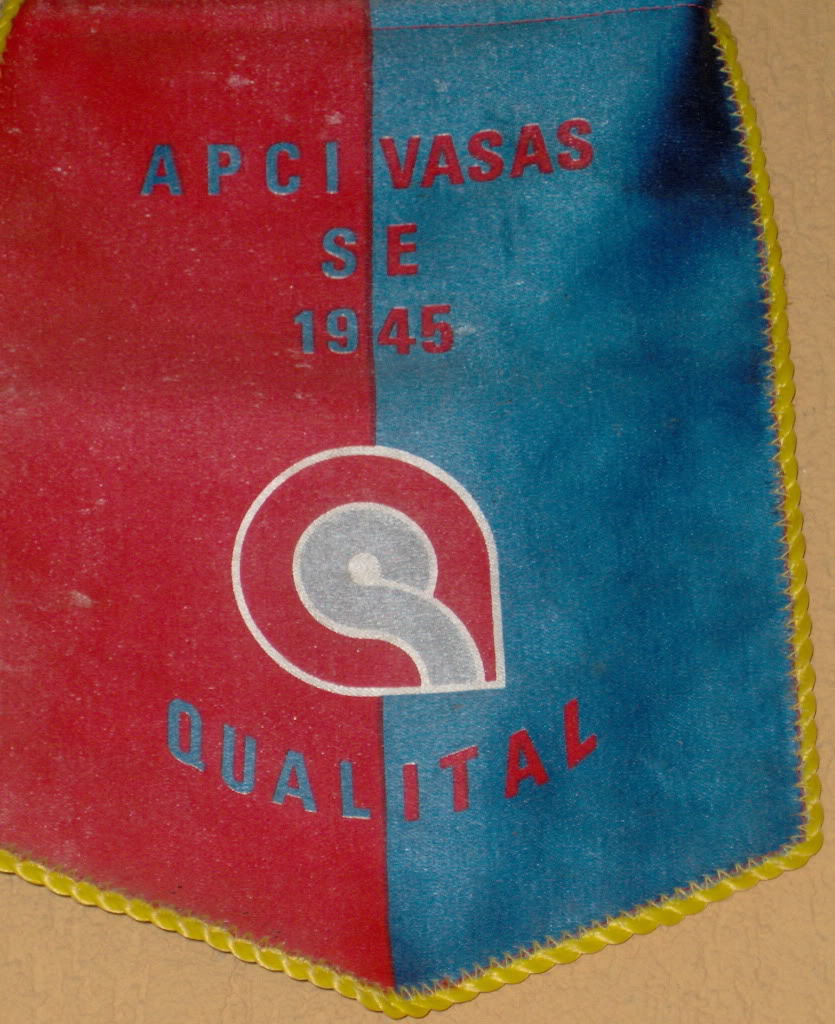 APCI VASAS
SE
1945
QUALITAL